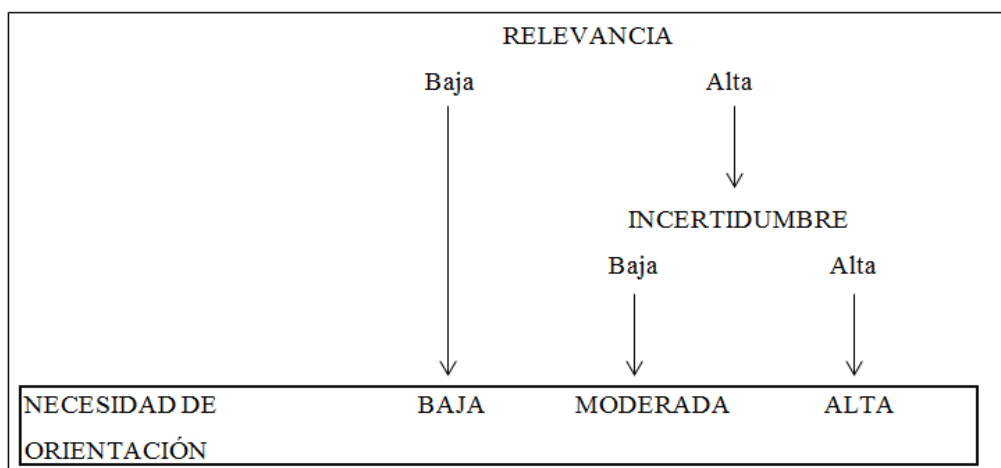 RELEVANCIA
Baja Alta
INCERTIDUMBRE
Baja Alta
NECESIDAD DE BAJA MODERADA ALTA
ORIENTACIÓN